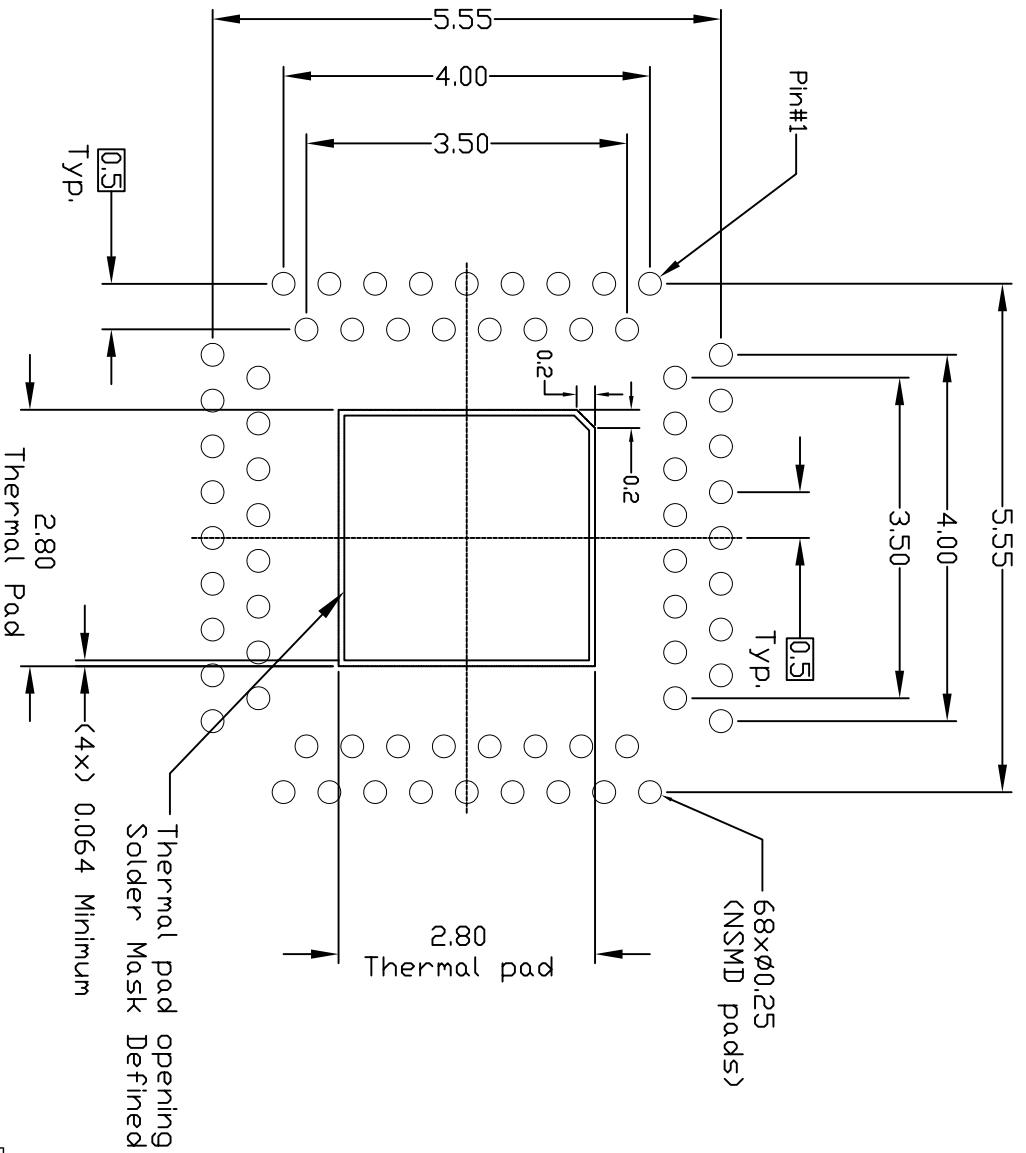 5.55
4.00
3.50
Pin#1
0.5
Typ.
0.2
0.2
5.55
4.00
3.50
0.5
Typ.
2.80
Thermal Pad
(4x) 0.064 Minimum
Thermal pad opening
Solder Mask Defined
2.80
Thermal pad
68xø0.25
(NSMD pads)